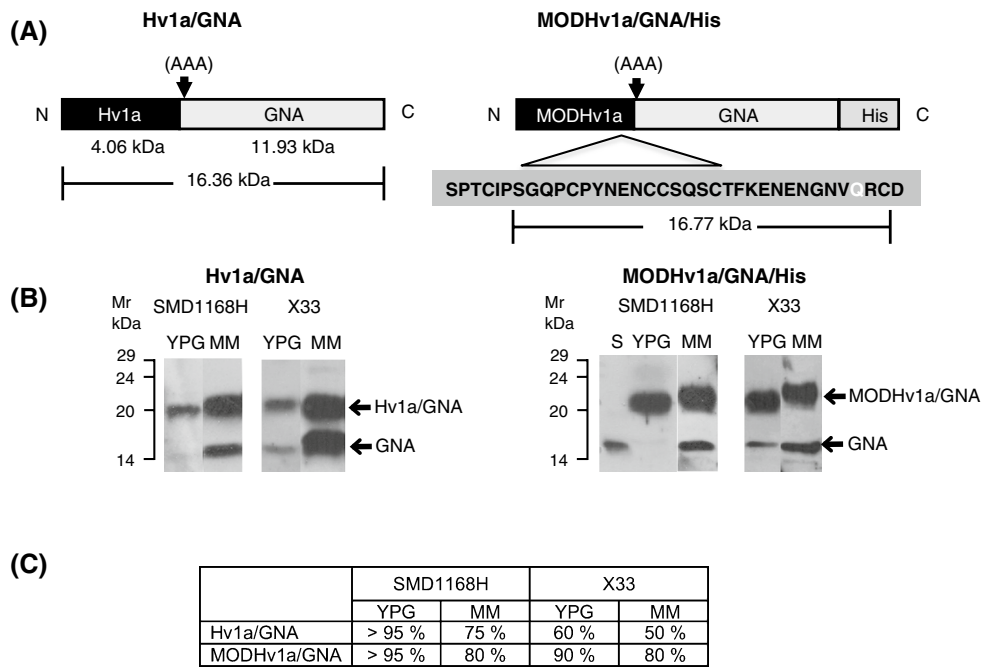 (A)
Hv1a/GNA
(AAA)
N Hv1a GNA C
4.06 kDa 11.93 kDa
16.36 kDa
MODHv1a/GNA/His
(AAA)
N MODHv1a GNA His C
SPTCIPSGQPCPYNENCCSQSCTFKENENGNVQRCD
16.77 kDa
(B)
Hv1a/GNA
Mr
kDa
SMD1168H X33
YPG MM YPG MM
29
24
20
14
Hv1a/GNA
GNA
MODHv1a/GNA/His
Mr
kDa
SMD1168H X33
S YPG MM YPG MM
29
24
20
14
MODHv1a/GNA
GNA
(C)
SMD1168H X33
YPG MM YPG MM
Hv1a/GNA > 95 % 75 % 60 % 50 %
MODHv1a/GNA > 95 % 80 % 90 % 80 %